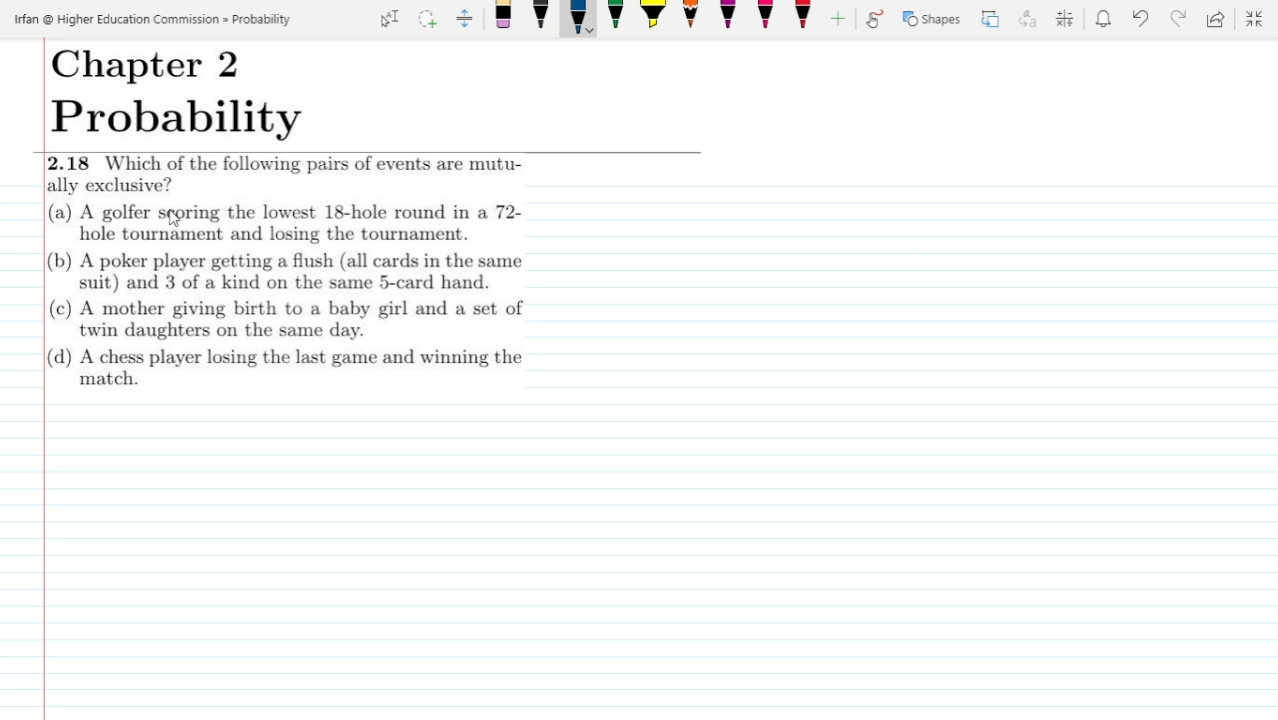 Irfan @ Higher Education Commission » Probability
Shapes
Chapter 2
Probability
2.18 Which of the following pairs of events are mutu-
ally exclusive?
(a) A golfer scoring the lowest 18-hole round in a 72-
hole tournament and losing the tournament.
(b) A poker player getting a flush (all cards in the same
suit) and 3 of a kind on the same 5-card hand.
(c) A mother giving birth to a baby girl and a set of
twin daughters on the same day.
(d) A chess player losing the last game and winning the
match.